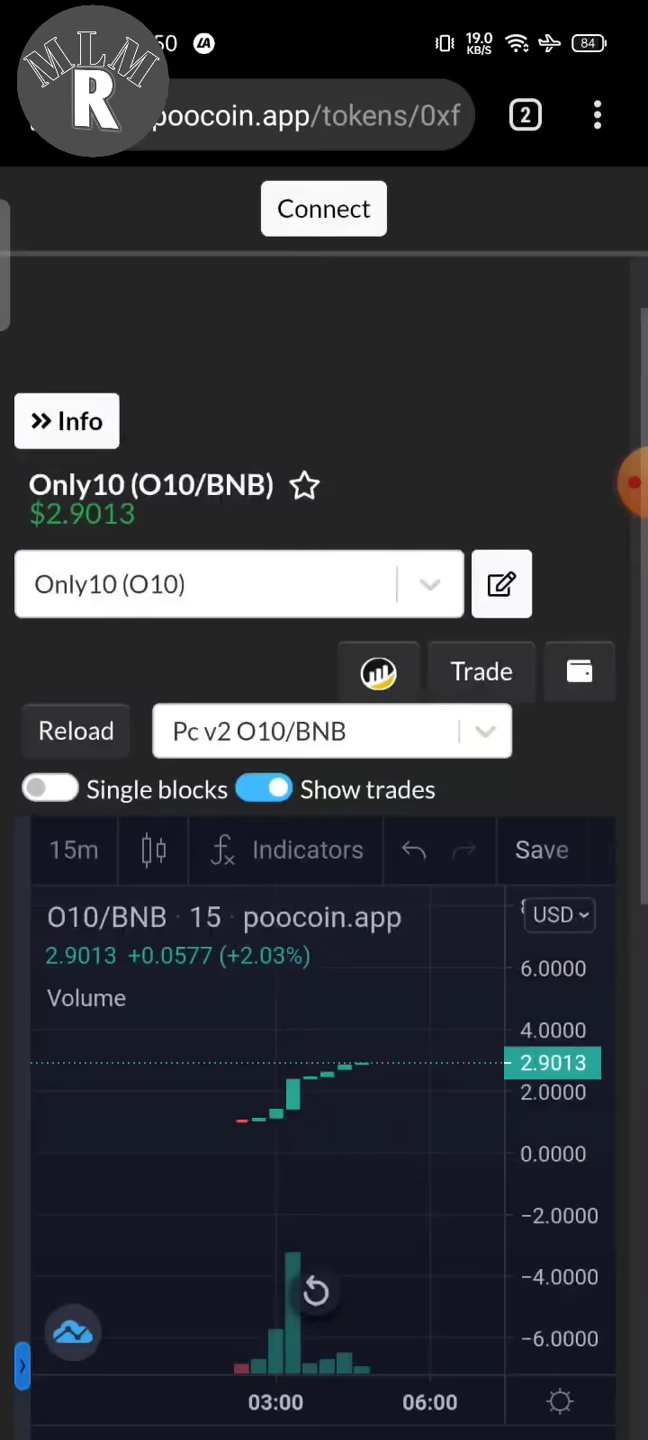 MLM
R
50 LA 19.0 KB/S 84
poocoin.app/tokens/0xf 2
Connect
Info
Only10 (O10/BNB)
$2.9013
Only10 (O10)
Trade
Reload Pc v2 O10/BNB
Single blocks Show trades
15m fx Indicators Save
O10/BNB · 15 · poocoin.app USD
2.9013 +0.0577 (+2.03%)
6.0000
Volume
4.0000
2.9013
2.0000
0.0000
−2.0000
−4.0000
−6.0000
03:00 06:00